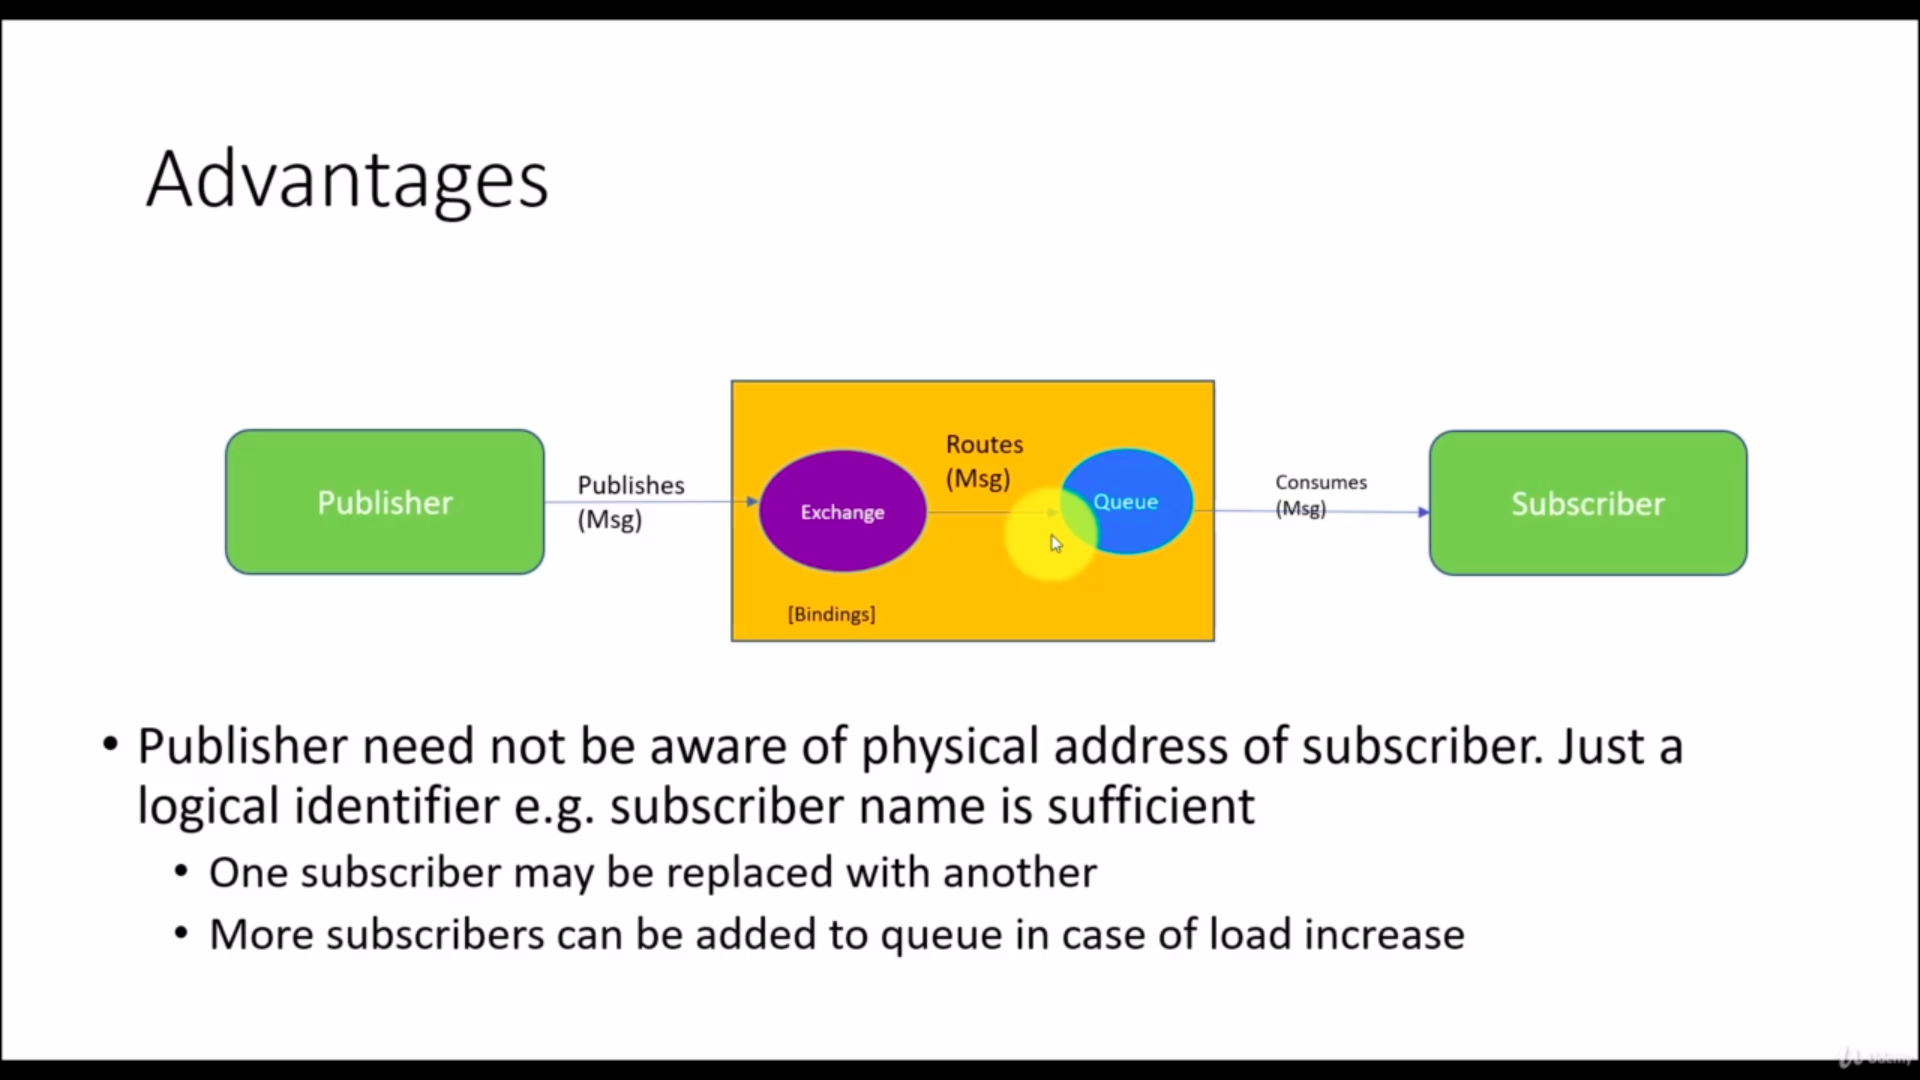 Advantages
Publisher
Publishes
(Msg)
Exchange
[Bindings]
Routes
(Msg)
Queue
Consumes
(Msg)
Subscriber
• Publisher need not be aware of physical address of subscriber. Just a
logical identifier e.g. subscriber name is sufficient
• One subscriber may be replaced with another
• More subscribers can be added to queue in case of load increase
Udemy